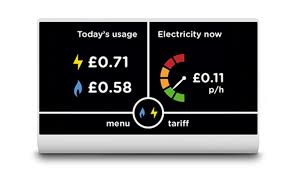 Today's usage
£0.71
£0.58
Electricity now
£0.11
p/h
menu
tariff